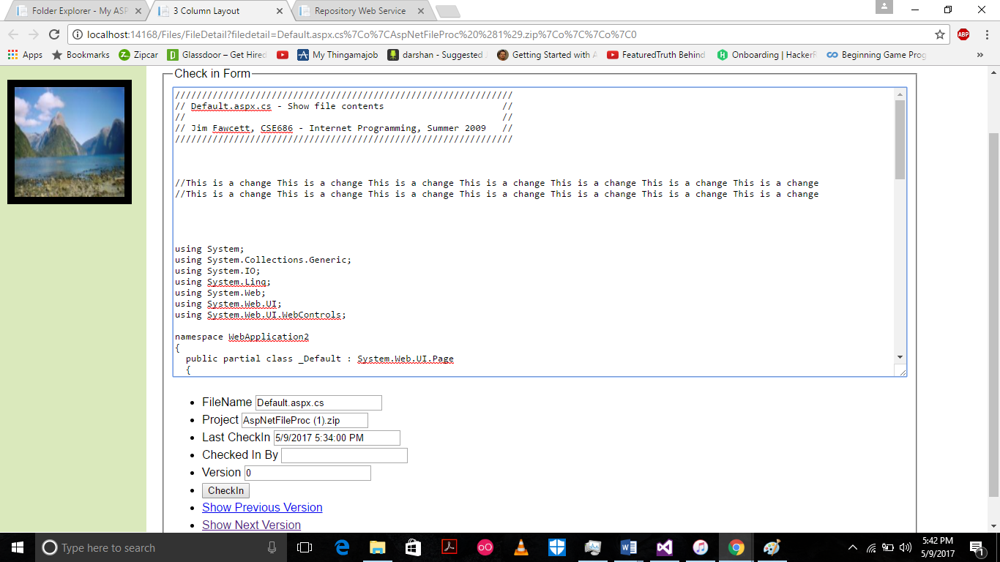 Folder Explorer - My ASP
3 Column Layout
Repository Web Service
localhost:14168/Files/FileDetail?filedetail=Default.aspx.cs%7Co%7CAspNetFileProc%20%281%29.zip%7Co%7C%7Co%7C0
ABP
Apps
Bookmarks
Zipcar
Glassdoor – Get Hired
My Thingamajob
darshan - Suggested
Getting Started with A
FeaturedTruth Behind
Onboarding | HackerR
Beginning Game Prog
»
Check in Form
///////////////////////////////////////////////////////////////
// Default.aspx.cs - Show file contents                      //
//                                                           //
// Jim Fawcett, CSE686 - Internet Programming, Summer 2009   //
///////////////////////////////////////////////////////////////
//This is a change This is a change This is a change This is a change This is a change This is a change This is a change
//This is a change This is a change This is a change This is a change This is a change This is a change This is a change
using System;
using System.Collections.Generic;
using System.IO;
using System.Linq;
using System.Web;
using System.Web.UI;
using System.Web.UI.WebControls;
namespace WebApplication2
{
public partial class _Default : System.Web.UI.Page
{
FileName Default.aspx.cs
Project AspNetFileProc (1).zip
Last CheckIn 5/9/2017 5:34:00 PM
Checked In By
Version 0
CheckIn
Show Previous Version
Show Next Version
Type here to search
5:42 PM
5/9/2017
1